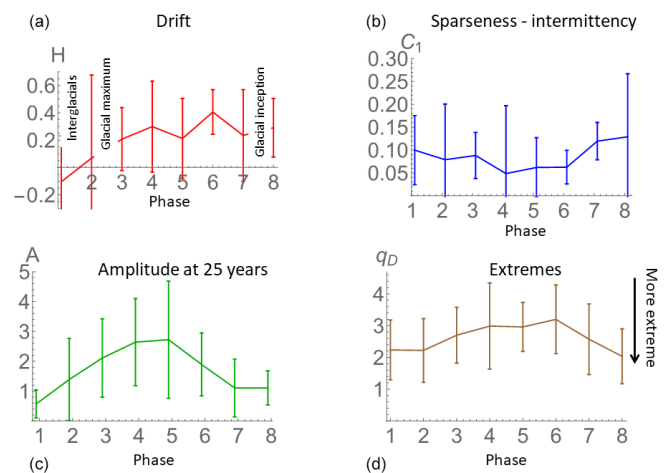 (a)
Drift
H
0.6
0.4
0.2
−0.2
Interglacials
Glacial maximum
Glacial inception
2 3 4 5 6 7 8
Phase
(b)
Sparseness - intermittency
C1
0.30
0.25
0.20
0.15
0.10
0.05
1 2 3 4 5 6 7 8
Phase
A
Amplitude at 25 years
5
4
3
2
1
1 2 3 4 5 6 7 8
Phase
(c)
qD
Extremes
4
3
2
1
More extreme
1 2 3 4 5 6 7 8
Phase
(d)